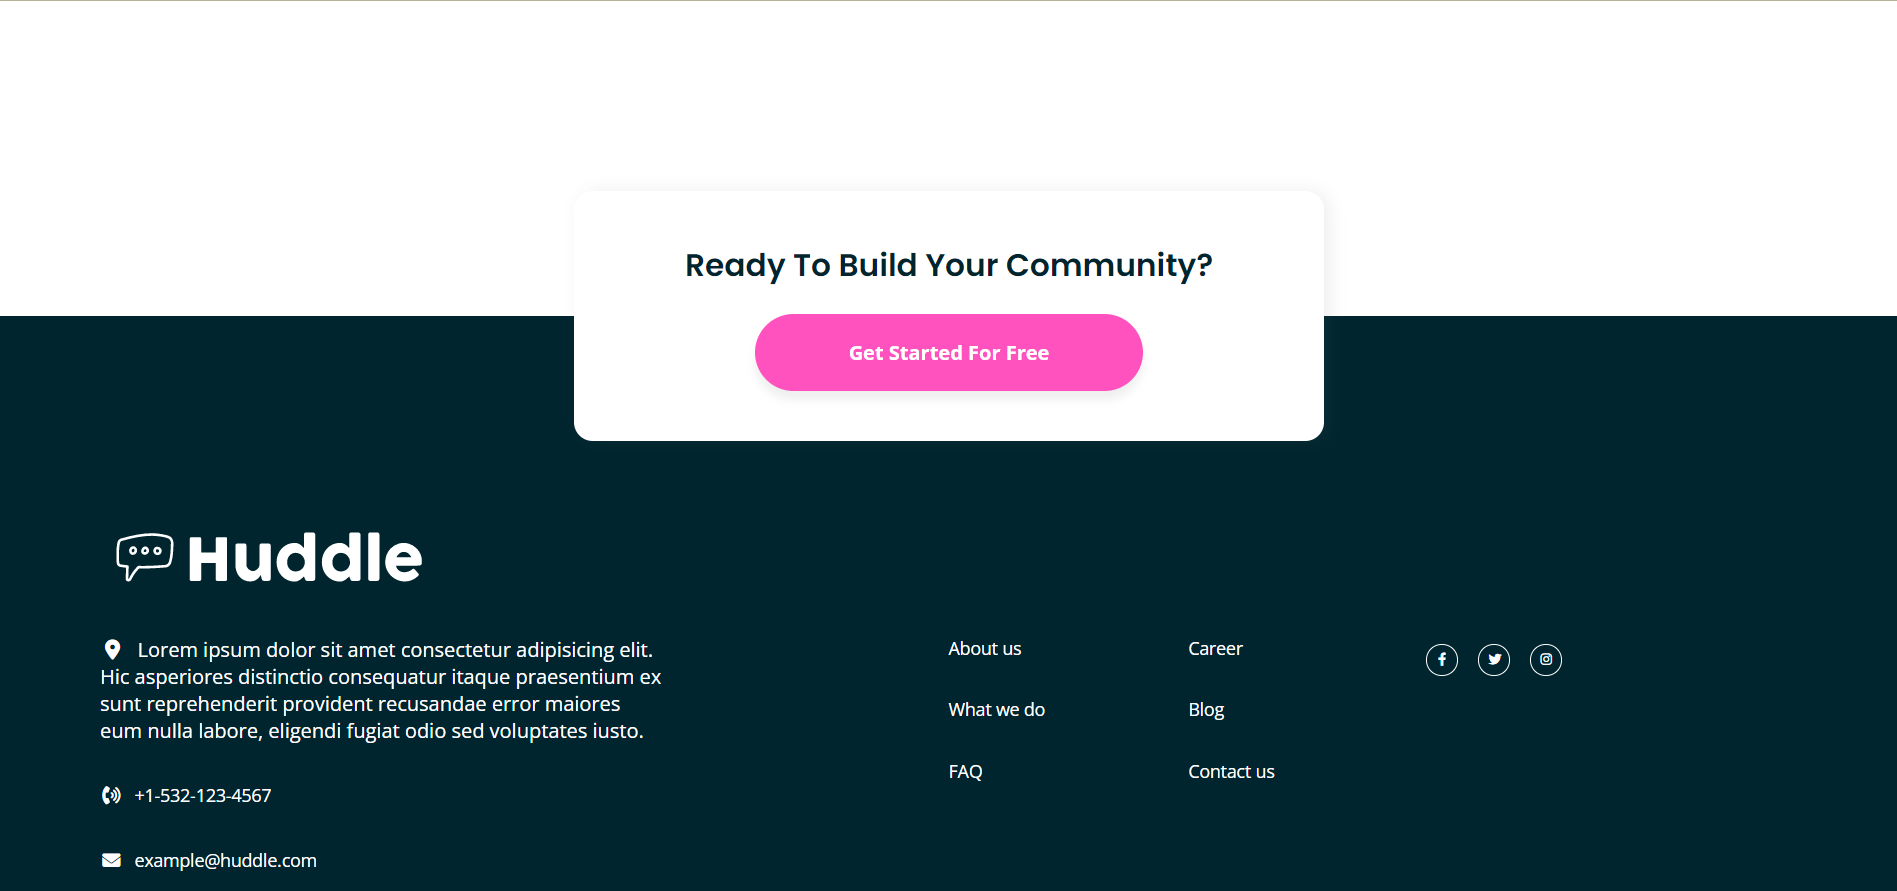 Ready To Build Your Community?
Get Started For Free
Huddle
Lorem ipsum dolor sit amet consectetur adipisicing elit.
Hic asperiores distinctio consequatur itaque praesentium ex
sunt reprehenderit provident recusandae error maiores
eum nulla labore, eligendi fugiat odio sed voluptates iusto.
+1-532-123-4567
example@huddle.com
About us
What we do
FAQ
Career
Blog
Contact us